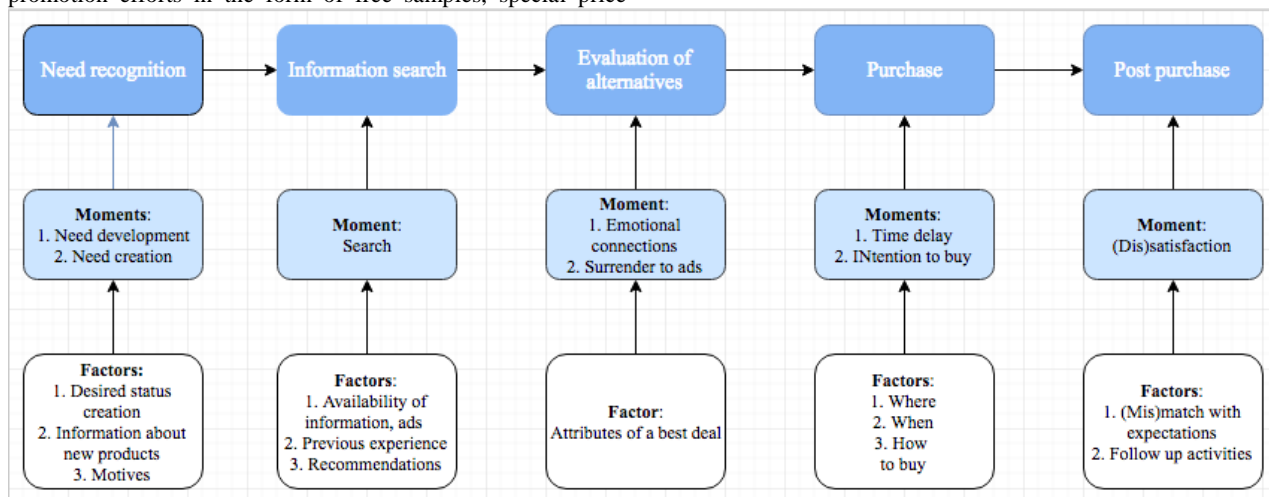 promotion efforts in the form of free samples, special price
Need recognition
Information search
Evaluation of
alternatives
Purchase
Post purchase
Moments:
1. Need development
2. Need creation
Moment:
Search
Moment:
1. Emotional
connections
2. Surrender to ads
Moments:
1. Time delay
2. INtention to buy
Moment:
(Dis)satisfaction
Factors:
1. Desired status
creation
2. Information about
new products
3. Motives
Factors:
1. Availability of
information, ads
2. Previous experience
3. Recommendations
Factor:
Attributes of a best deal
Factors:
1. Where
2. When
3. How
to buy
Factors:
1. (Mis)match with
expectations
2. Follow up activities